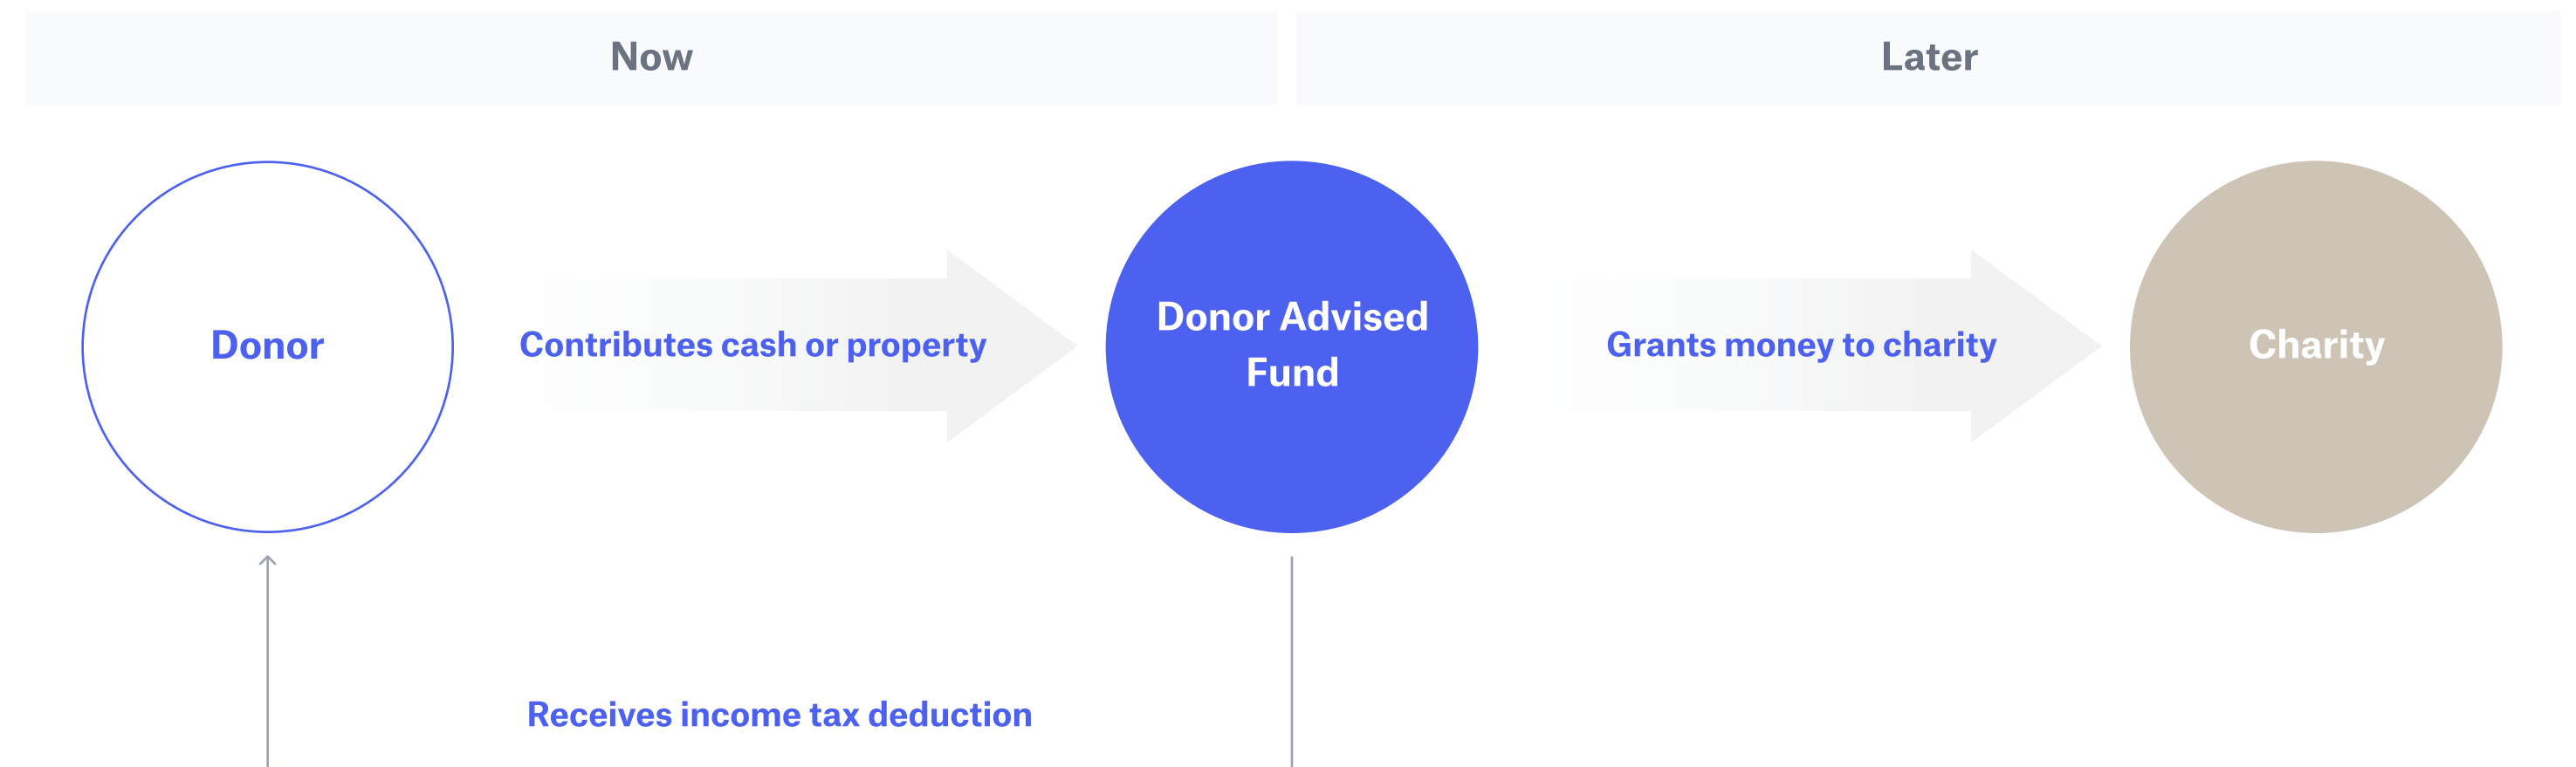 Now
Later
Donor
Contributes cash or property
Donor Advised
Fund
Grants money to charity
Charity
Receives income tax deduction